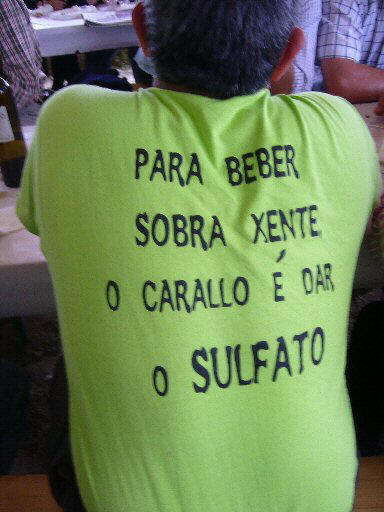 PARA BEBER
SOBRA XENTE
O CARALLO É DAR
O SULFATO